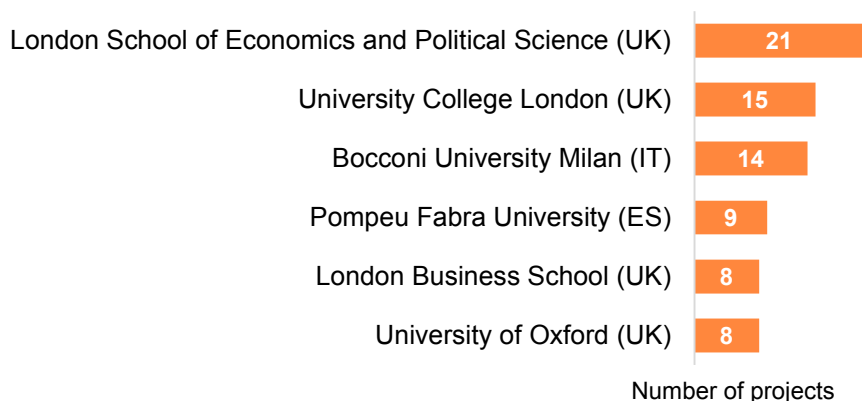 London School of Economics and Political Science (UK) 21
University College London (UK) 15
Bocconi University Milan (IT) 14
Pompeu Fabra University (ES) 9
London Business School (UK) 8
University of Oxford (UK) 8
Number of projects